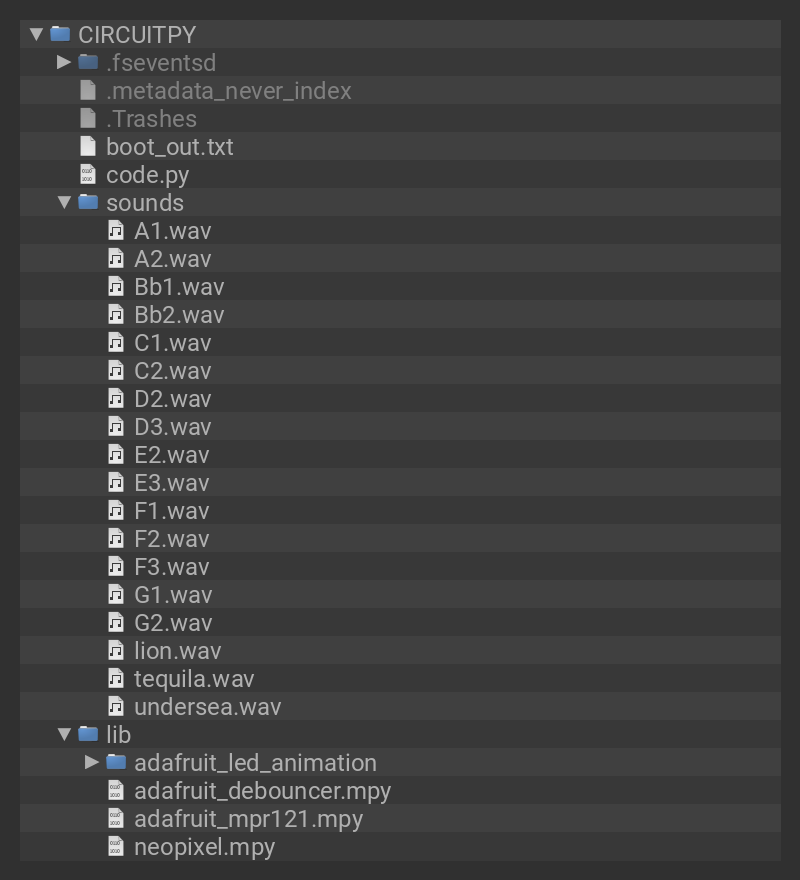 CIRCUITPY
.fseventsd
.metadata_never_index
.Trashes
boot_out.txt
code.py
sounds
A1.wav
A2.wav
Bb1.wav
Bb2.wav
C1.wav
C2.wav
D2.wav
D3.wav
E2.wav
E3.wav
F1.wav
F2.wav
F3.wav
G1.wav
G2.wav
lion.wav
tequila.wav
undersea.wav
lib
adafruit_led_animation
adafruit_debouncer.mpy
adafruit_mpr121.mpy
neopixel.mpy